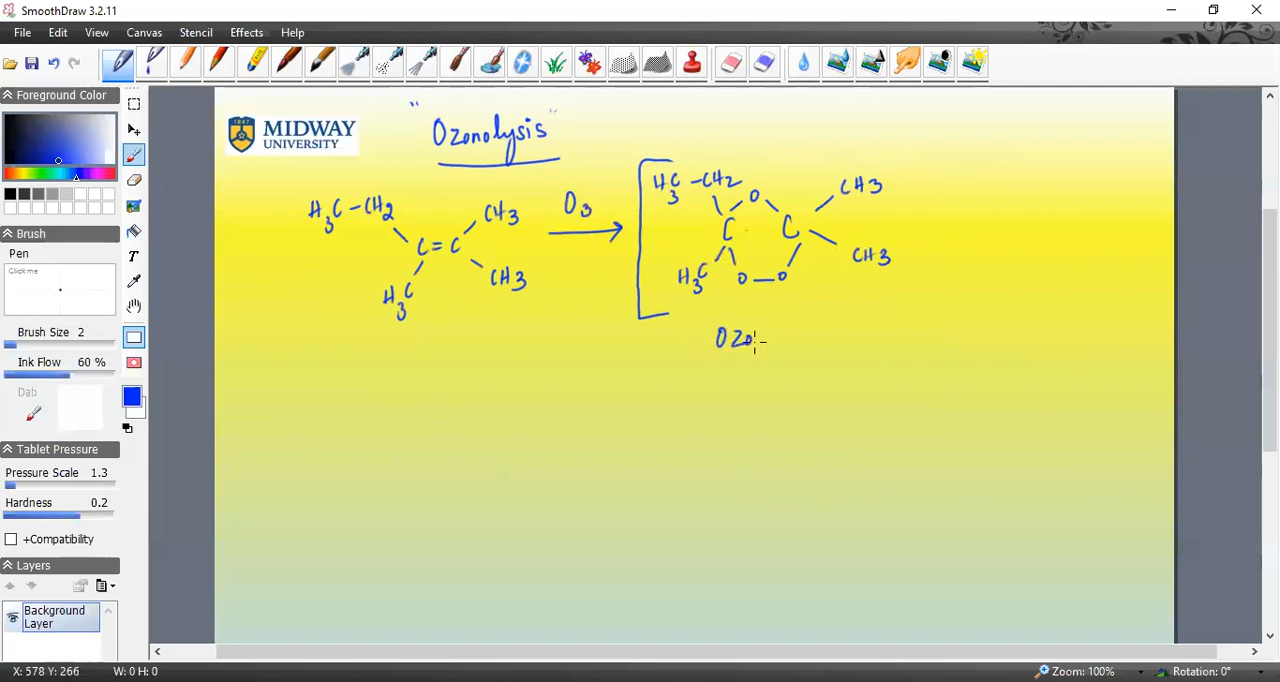 SmoothDraw 3.2.11
File Edit View Canvas Stencil Effects Help
Foreground Color
Brush
Pen
Click me
Brush Size 2
Ink Flow 60 %
Dab
Tablet Pressure
Pressure Scale 1.3
Hardness 0.2
+Compatibility
Layers
Background Layer
X: 578 Y: 266 W: 0 H: 0
Zoom: 100% Rotation: 0°
1847
MIDWAY
UNIVERSITY
"Ozonolysis"
H3C-CH2
CH3
C=C
H3C
CH3
O3
H3C-CH2
O
CH3
C C
H3C
O-O
CH3
Ozo